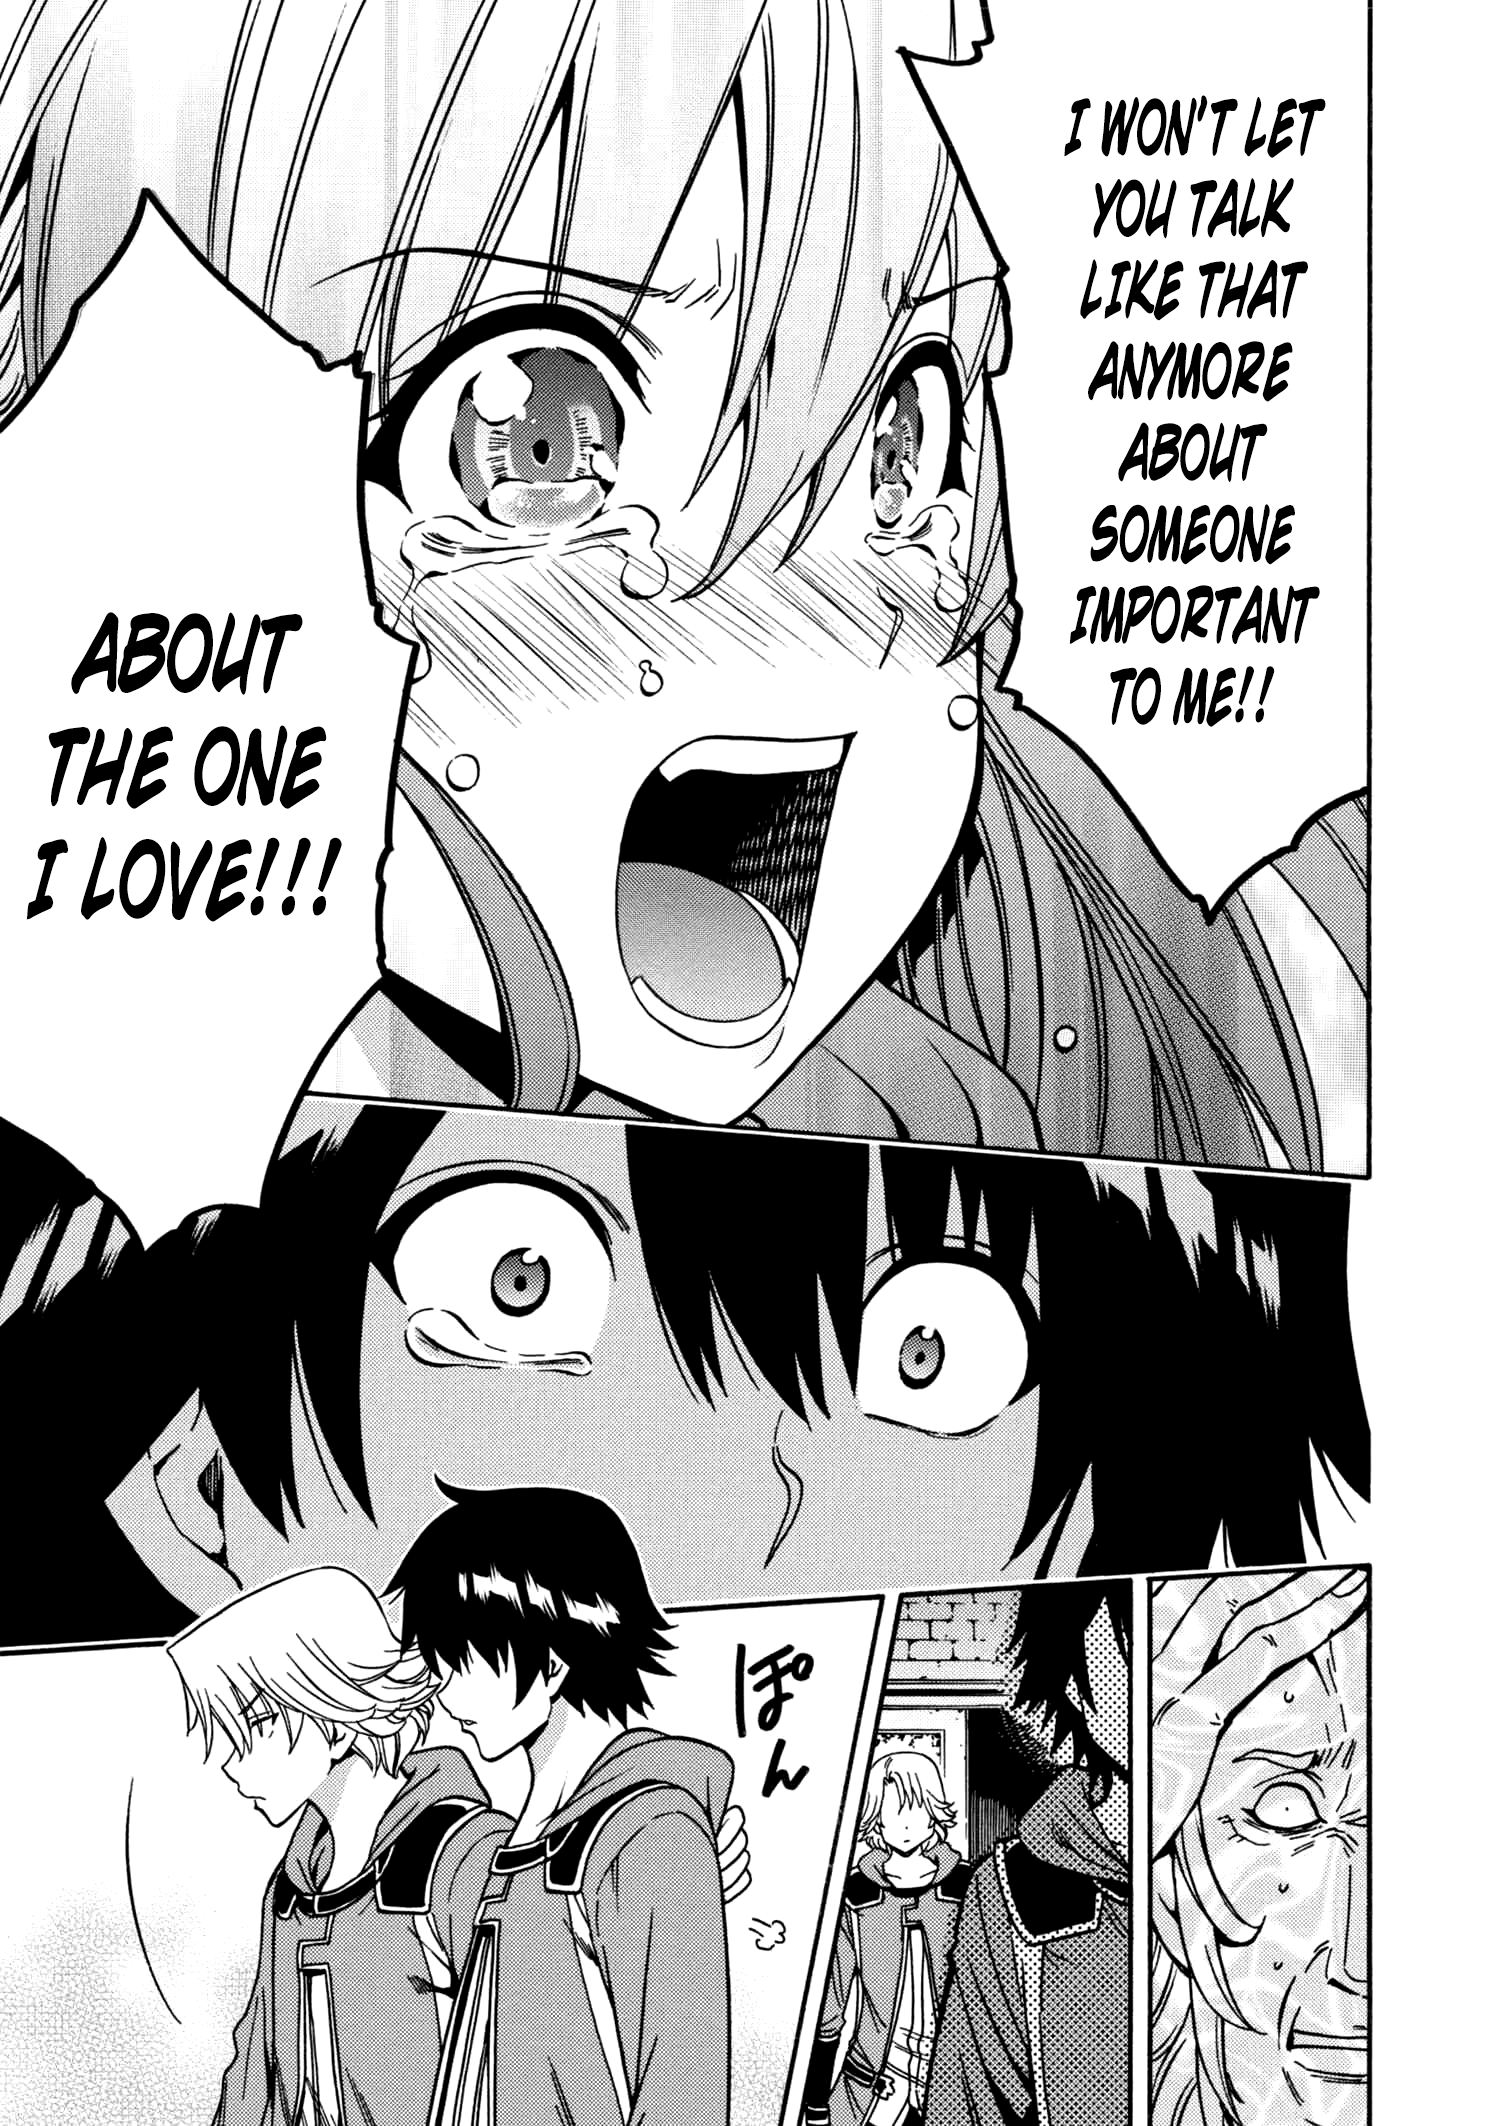 I WON'T LET
YOU TALK
LIKE THAT
ANYMORE
ABOUT
SOMEONE
IMPORTANT
TO ME!!
ABOUT
THE ONE
I LOVE!!!
ぽん